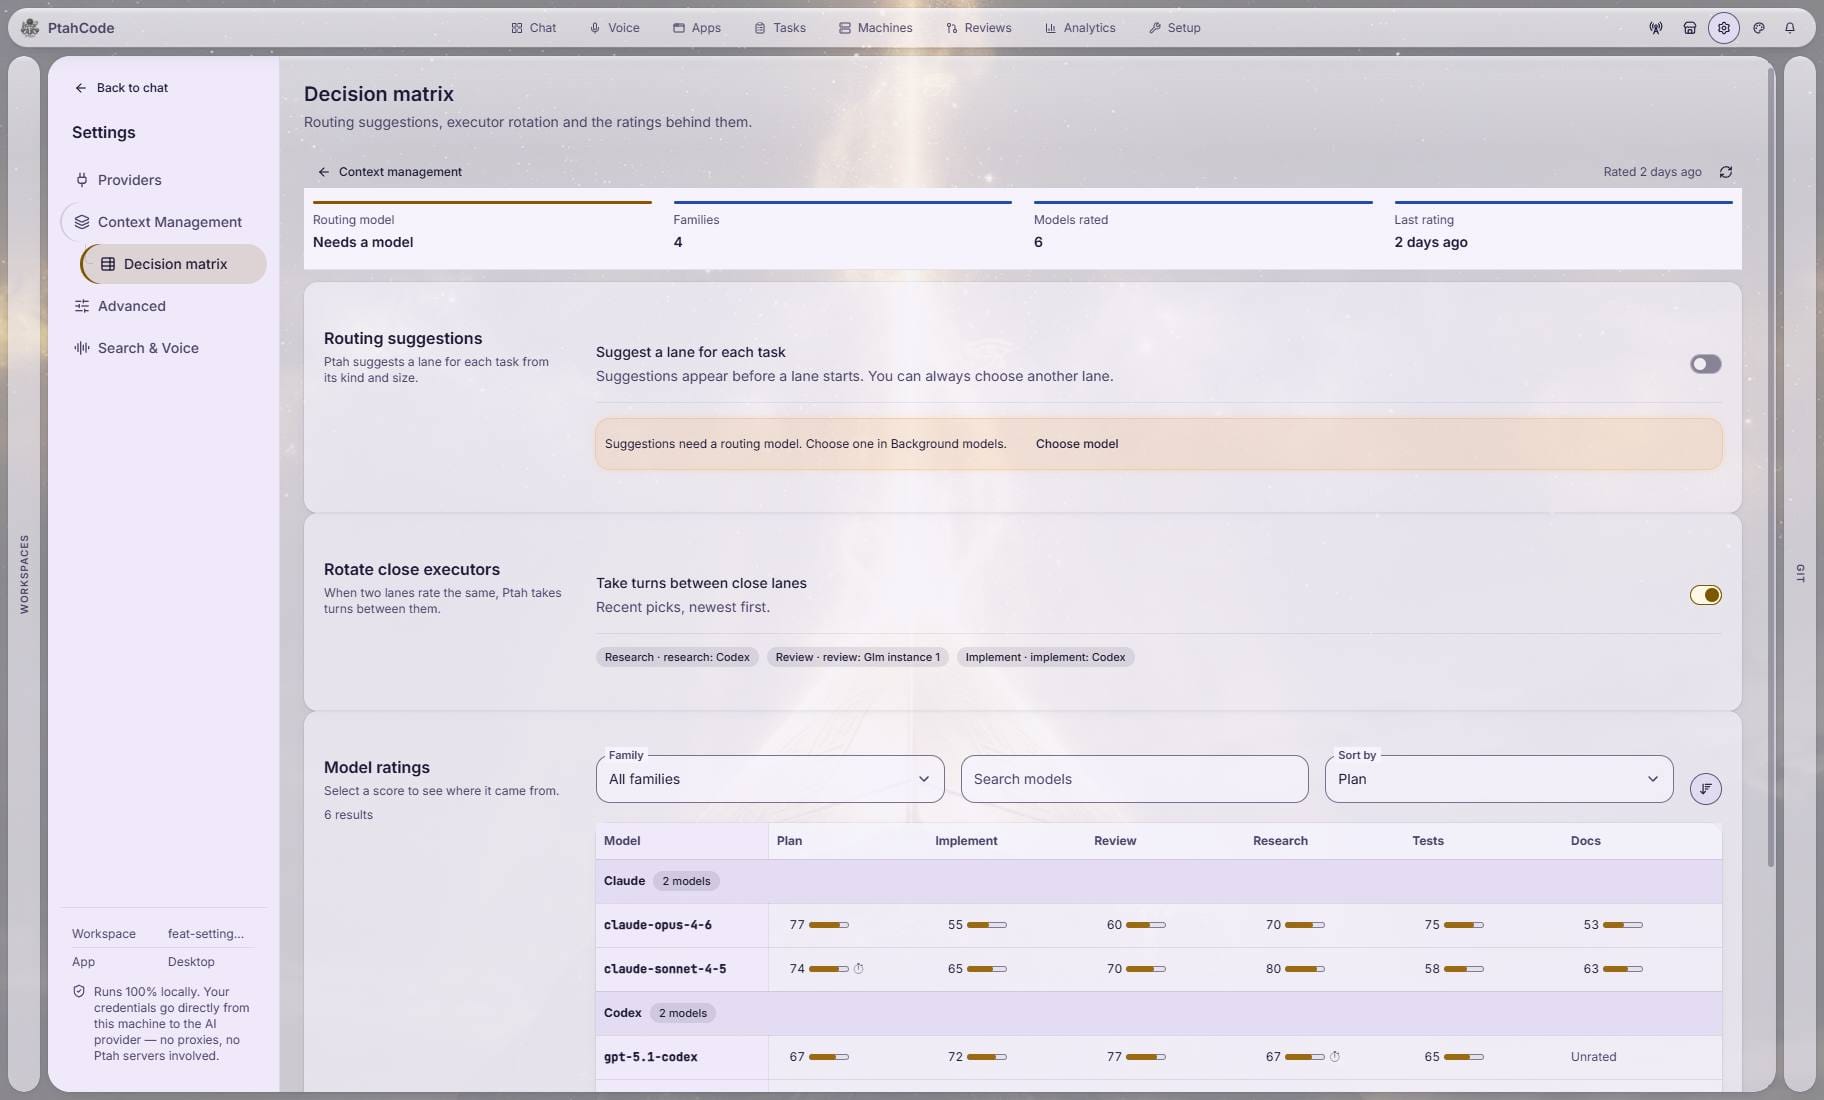 PtahCode
Chat
Voice
Apps
Tasks
Machines
Reviews
Analytics
Setup
WORKSPACES
Back to chat
Settings
Providers
Context Management
Decision matrix
Advanced
Search & Voice
Workspace feat-setting...
App Desktop
Runs 100% locally. Your
credentials go directly from
this machine to the AI
provider — no proxies, no
Ptah servers involved.
Decision matrix
Routing suggestions, executor rotation and the ratings behind them.
Context management
Rated 2 days ago
Routing model
Needs a model
Families
4
Models rated
6
Last rating
2 days ago
Routing suggestions
Ptah suggests a lane for each task from
its kind and size.
Suggest a lane for each task
Suggestions appear before a lane starts. You can always choose another lane.
Suggestions need a routing model. Choose one in Background models. Choose model
Rotate close executors
When two lanes rate the same, Ptah takes
turns between them.
Take turns between close lanes
Recent picks, newest first.
Research · research: Codex
Review · review: Glm instance 1
Implement · implement: Codex
Model ratings
Select a score to see where it came from.
6 results
Family
All families
Search models
Sort by
Plan
Model Plan Implement Review Research Tests Docs
Claude 2 models
claude-opus-4-6 77 55 60 70 75 53
claude-sonnet-4-5 74 65 70 80 58 63
Codex 2 models
gpt-5.1-codex 67 72 77 67 65 Unrated
GIT